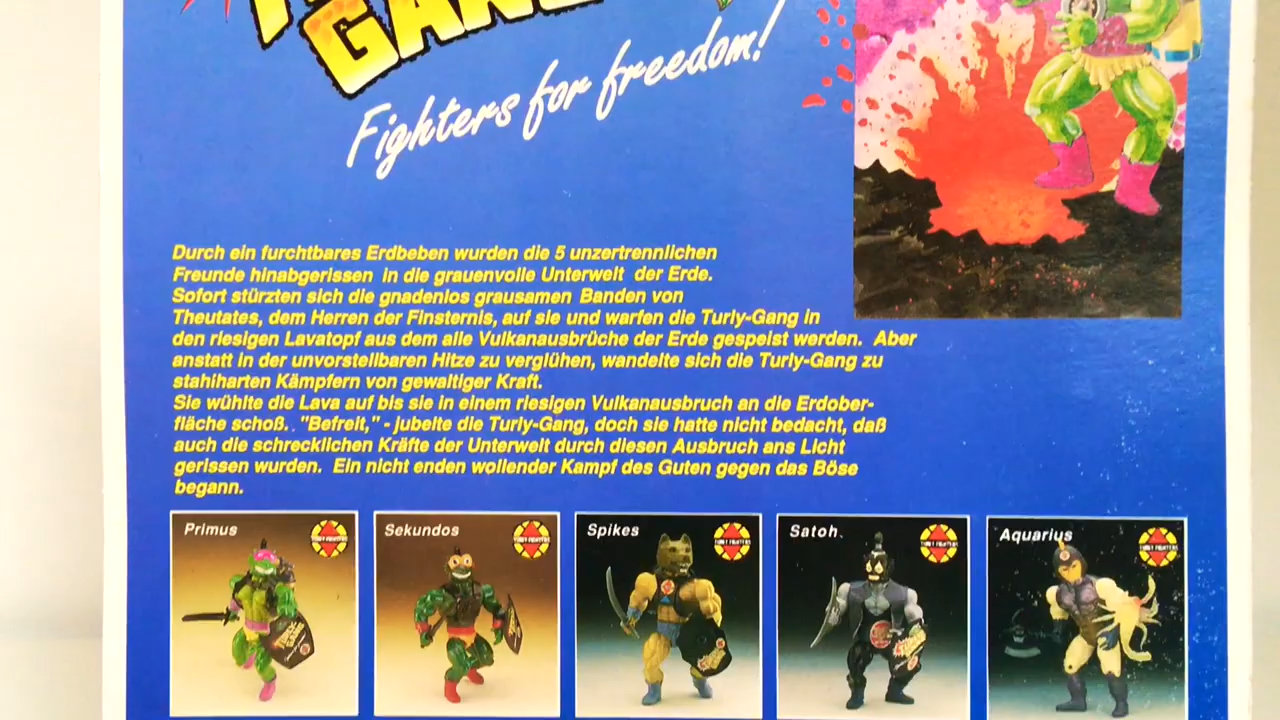 GANG
Fighters for freedom!
Durch ein furchtbares Erdbeben wurden die 5 unzertrennlichen
Freunde hinabgerissen in die grauenvolle Unterwelt der Erde.
Sofort stürzten sich die gnadenlos grausamen Banden von
Theutates, dem Herren der Finsternis, auf sie und warfen die Turly-Gang in
den riesigen Lavatopf aus dem alle Vulkanausbrüche der Erde gespeist werden. Aber
anstatt in der unvorstellbaren Hitze zu verglühen, wandelte sich die Turly-Gang zu
stahlharten Kämpfern von gewaltiger Kraft.
Sie wühlte die Lava auf bis sie in einem riesigen Vulkanausbruch an die Erdober-
fläche schoß. "Befreit," - jubelte die Turly-Gang, doch sie hatte nicht bedacht, daß
auch die schrecklichen Kräfte der Unterwelt durch diesen Ausbruch ans Licht
gerissen wurden. Ein nicht enden wollender Kampf des Guten gegen das Böse
begann.
Primus
Sekundos
Spikes
Satoh
Aquarius